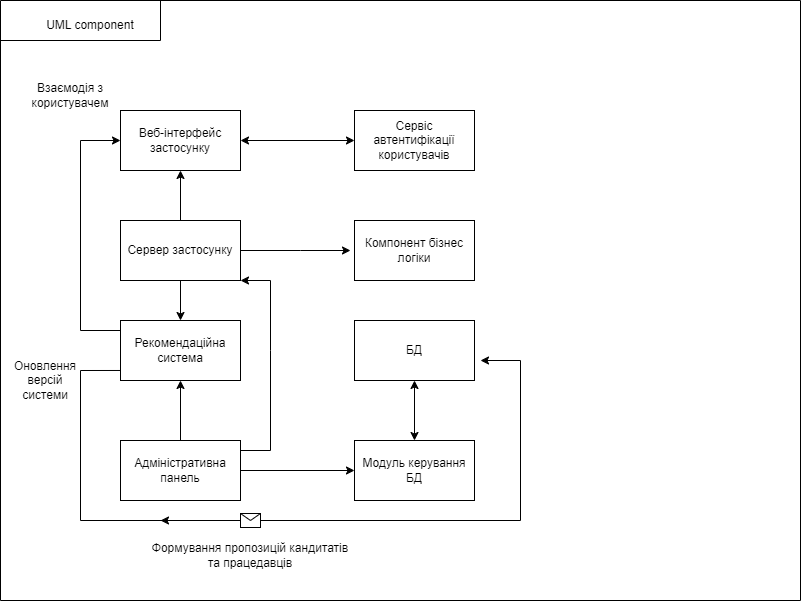 UML component
Взаємодія з
користувачем
Веб-інтерфейс
застосунку
Сервіс
автентифікації
користувачів
Сервер застосунку
Компонент бізнес
логіки
Рекомендаційна
система
БД
Оновлення
версій
системи
Адміністративна
панель
Модуль керування
БД
Формування пропозицій кандитатів
та працедавців